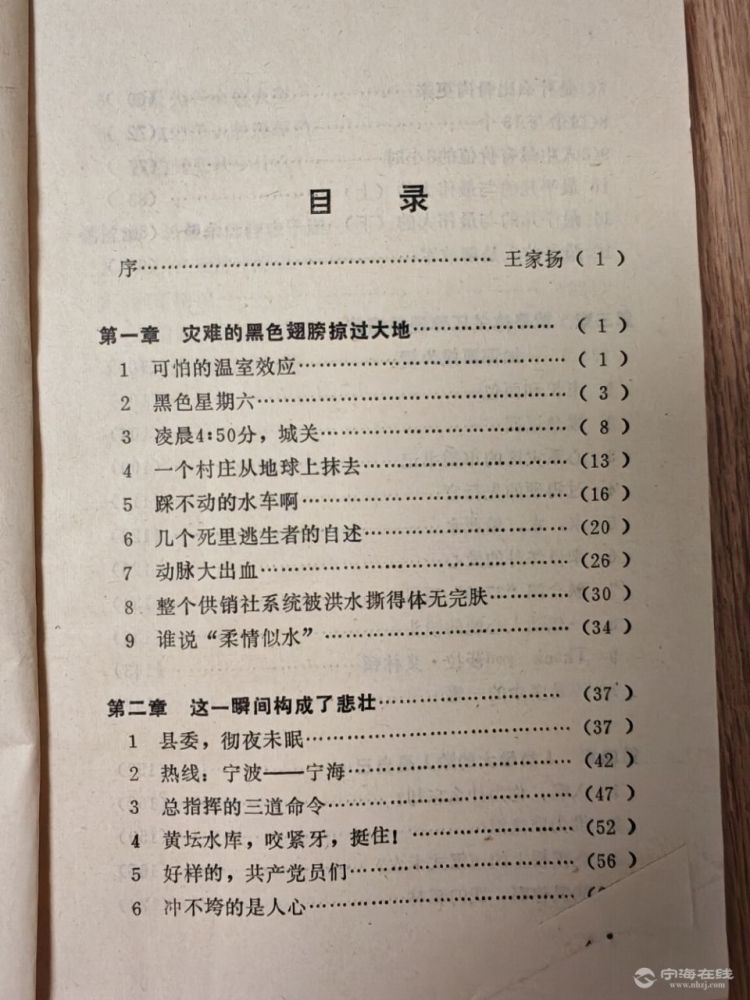 目 录
序……………………………………王家扬（1）
第一章 灾难的黑色翅膀掠过大地………………（1）
1 可怕的温室效应………………………………（1）
2 黑色星期六……………………………………（3）
3 凌晨4:50分，城关……………………………（8）
4 一个村庄从地球上抹去………………………（13）
5 踩不动的水车啊………………………………（16）
6 几个死里逃生者的自述………………………（20）
7 动脉大出血……………………………………（26）
8 整个供销社系统被洪水撕得体无完肤………（30）
9 谁说“柔情似水”……………………………（34）
第二章 这一瞬间构成了悲壮……………………（37）
1 县委，彻夜未眠………………………………（37）
2 热线：宁波——宁海…………………………（42）
3 总指挥的三道命令……………………………（47）
4 黄坛水库，咬紧牙，挺住！…………………（52）
5 好样的，共产党员们…………………………（56）
6 冲不垮的是人心………………………………
宁海在线
www.nhzj.com